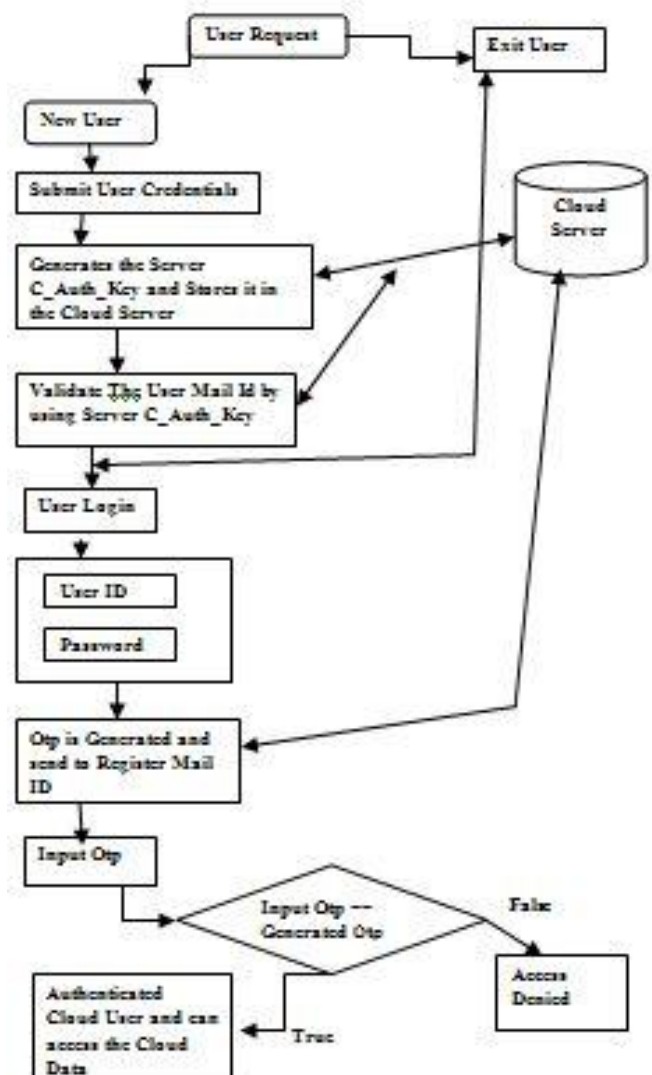 User Request
Exit User
New User
Submit User Credentials
Cloud
Server
Generates the Server
C_Auth_Key and Stores it in
the Cloud Server
Validate The User Mail Id by
using Server C_Auth_Key
User Login
User ID
Password
Otp is Generated and
send to Register Mail
ID
Input Otp
Input Otp ==
Generated Otp
False
Access
Denied
True
Authenticated
Cloud User and can
access the Cloud
Data